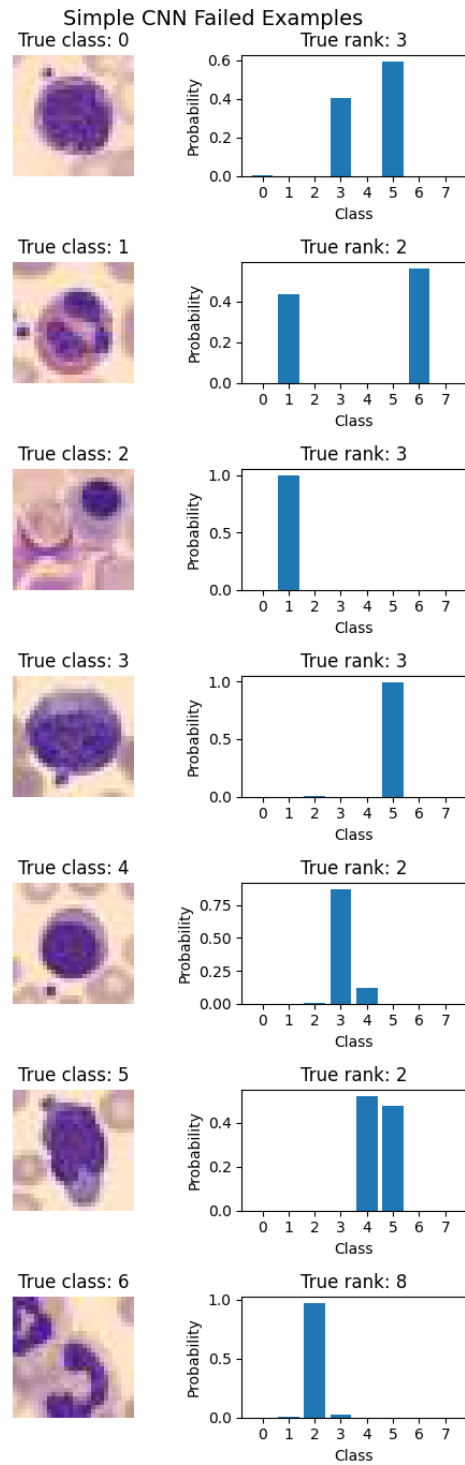 Simple CNN Failed Examples
True class: 0
True rank: 3
0.6
0.4
0.2
0.0
Probability
0 1 2 3 4 5 6 7
Class
True class: 1
True rank: 2
0.4
0.2
0.0
Probability
0 1 2 3 4 5 6 7
Class
True class: 2
True rank: 3
1.0
0.5
0.0
Probability
0 1 2 3 4 5 6 7
Class
True class: 3
True rank: 3
1.0
0.5
0.0
Probability
0 1 2 3 4 5 6 7
Class
True class: 4
True rank: 2
0.75
0.50
0.25
0.00
Probability
0 1 2 3 4 5 6 7
Class
True class: 5
True rank: 2
0.4
0.2
0.0
Probability
0 1 2 3 4 5 6 7
Class
True class: 6
True rank: 8
1.0
0.5
0.0
Probability
0 1 2 3 4 5 6 7
Class